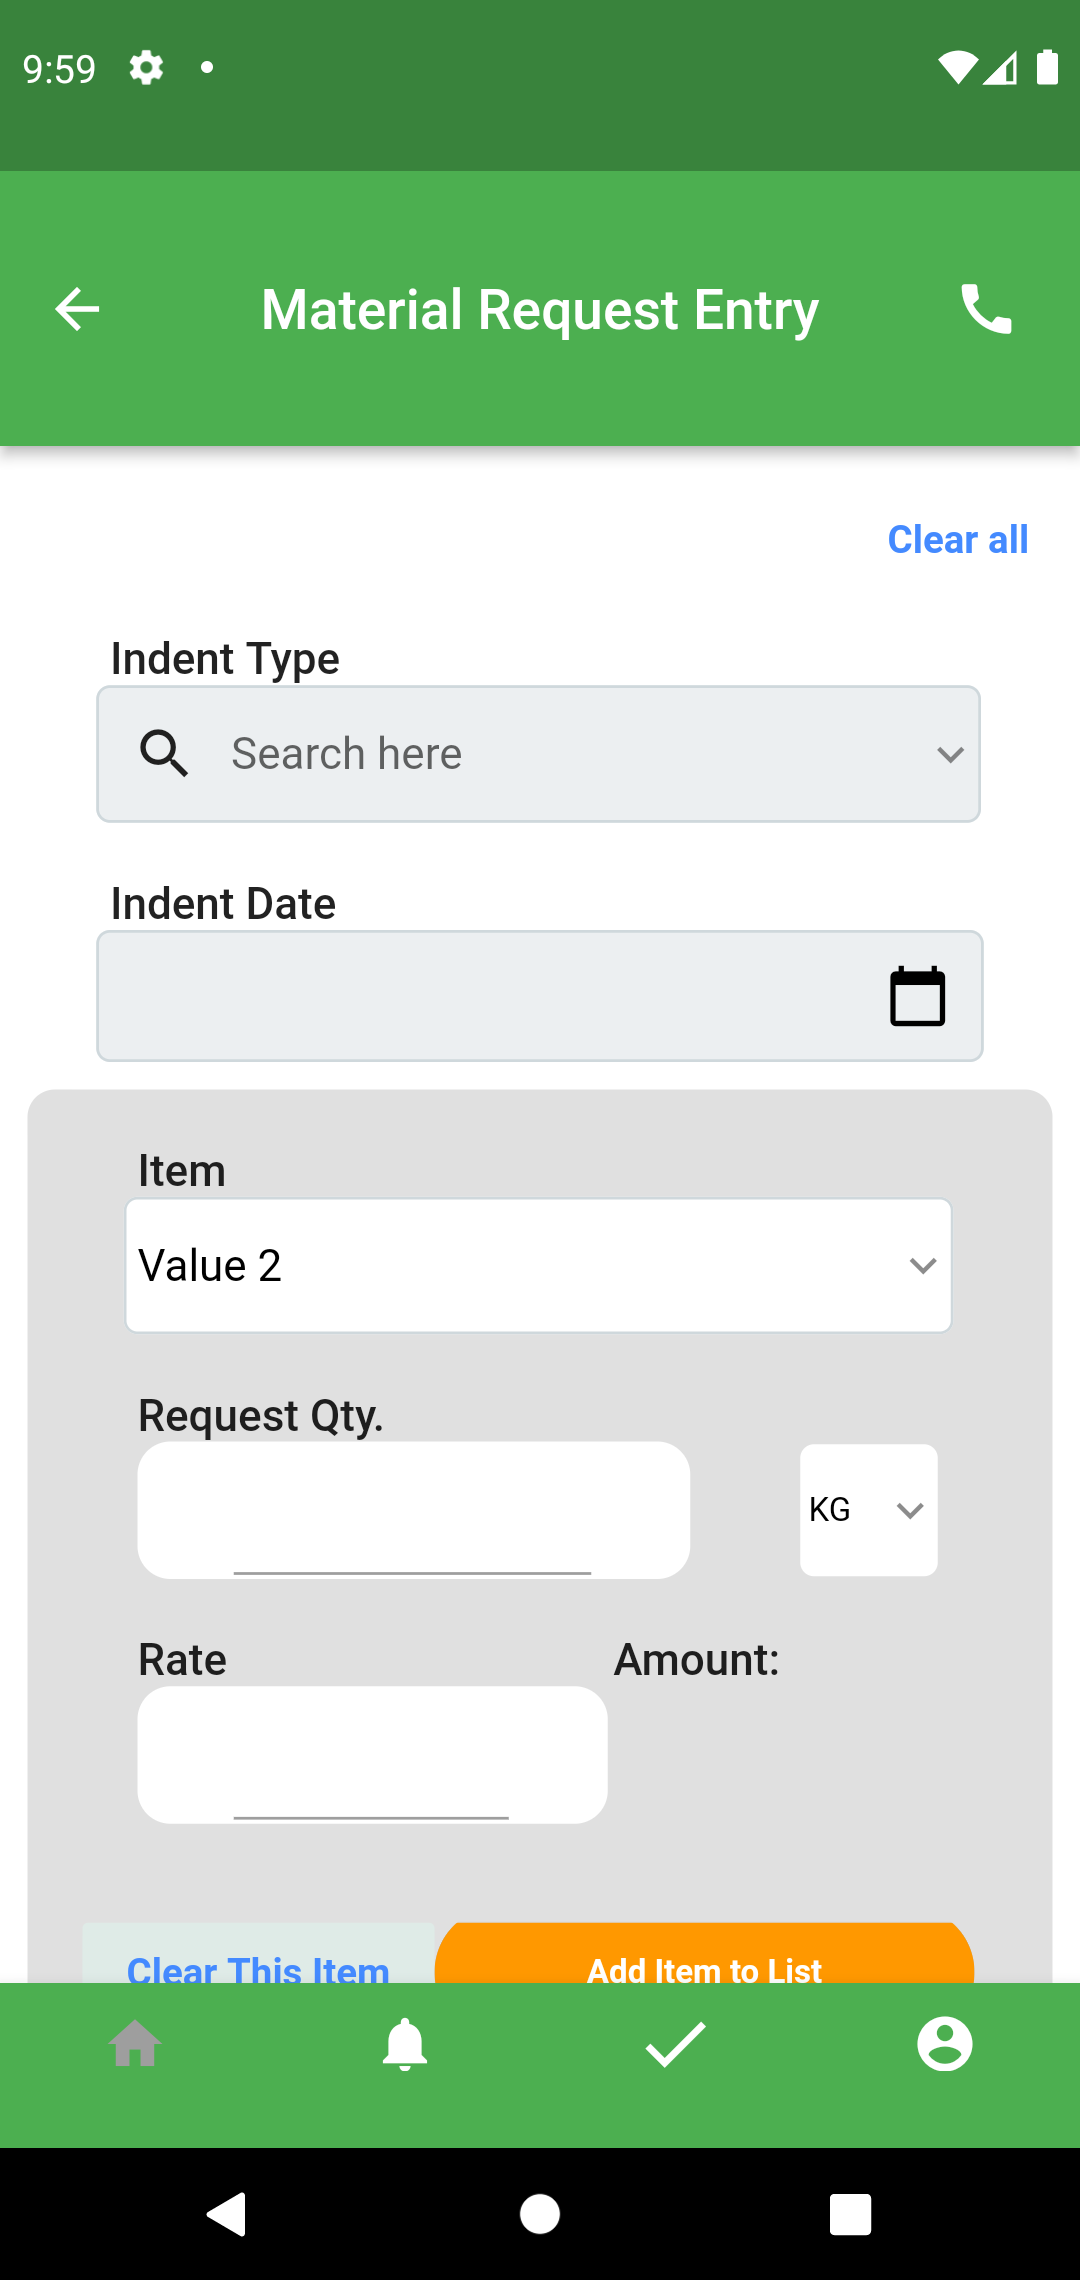 9:59
Material Request Entry
Clear all
Indent Type
Search here
Indent Date
Item
Value 2
Request Qty.
KG
Rate Amount:
Clear This Item Add Item to List